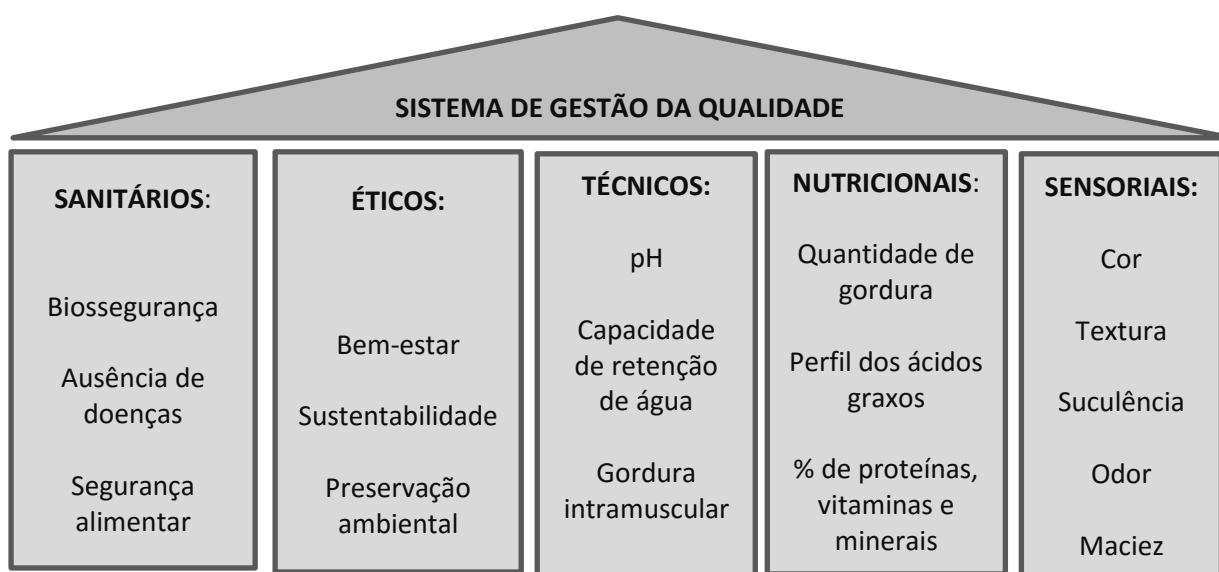 SISTEMA DE GESTÃO DA QUALIDADE
SANITÁRIOS:
Biossegurança
Ausência de
doenças
Segurança
alimentar
ÉTICOS:
Bem-estar
Sustentabilidade
Preservação
ambiental
TÉCNICOS:
pH
Capacidade
de retenção
de água
Gordura
intramuscular
NUTRICIONAIS:
Quantidade de
gordura
Perfil dos ácidos
graxos
% de proteínas,
vitaminas e
minerais
SENSORIAIS:
Cor
Textura
Suculência
Odor
Maciez